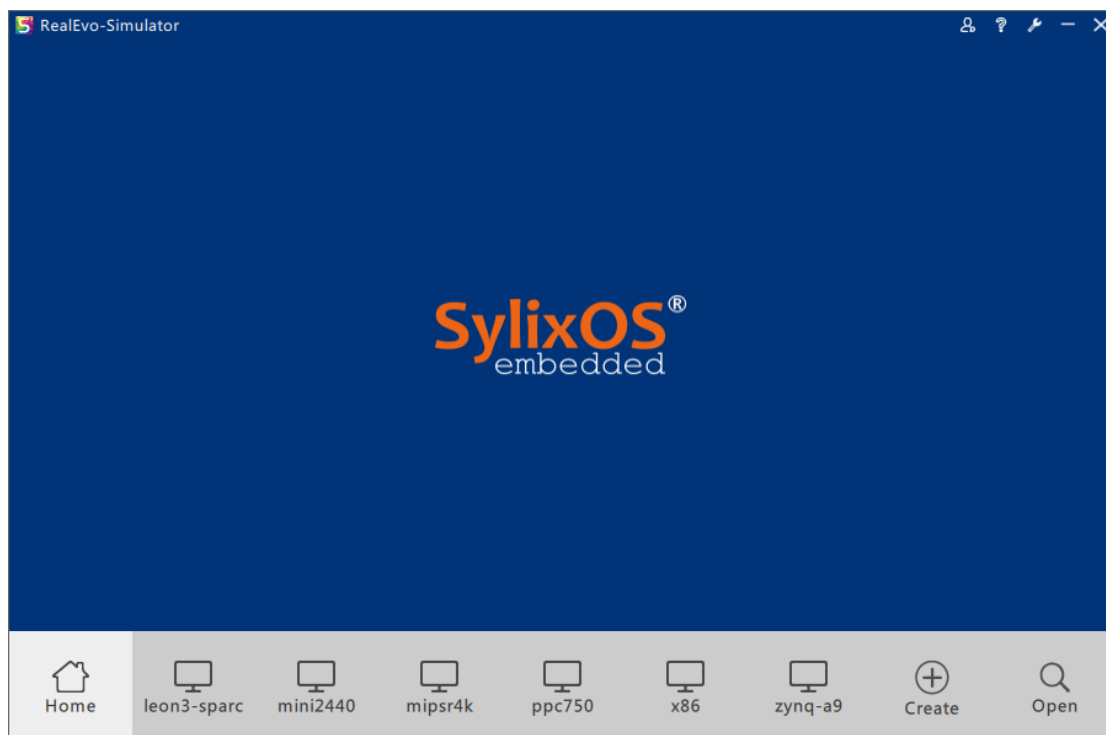 RealEvo-Simulator
SylixOS®
embedded
Home
leon3-sparc
mini2440
mipsr4k
ppc750
x86
zynq-a9
Create
Open